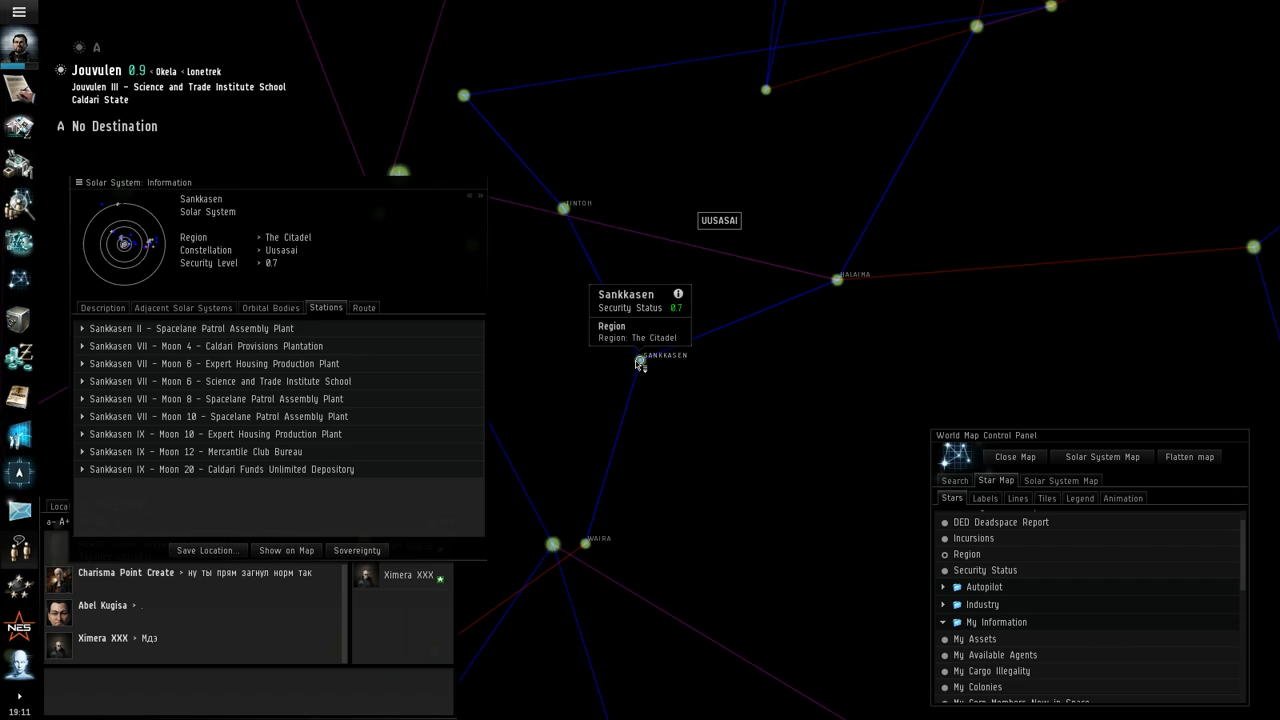 A
Jouvulen 0.9 < Okela < Lonetrek
Jouvulen III - Science and Trade Institute School
Caldari State
A No Destination
Solar System: Information
Sankkasen
Solar System
Region > The Citadel
Constellation > Uusasai
Security Level > 0.7
Description Adjacent Solar Systems Orbital Bodies Stations Route
Sankkasen II - Spacelane Patrol Assembly Plant
Sankkasen VII - Moon 4 - Caldari Provisions Plantation
Sankkasen VII - Moon 6 - Expert Housing Production Plant
Sankkasen VII - Moon 6 - Science and Trade Institute School
Sankkasen VII - Moon 8 - Spacelane Patrol Assembly Plant
Sankkasen VII - Moon 10 - Spacelane Patrol Assembly Plant
Sankkasen IX - Moon 10 - Expert Housing Production Plant
Sankkasen IX - Moon 12 - Mercantile Club Bureau
Sankkasen IX - Moon 20 - Caldari Funds Unlimited Depository
Save Location... Show on Map Sovereignty
Loca
a- A+
Charisma Point Create > ну ты прям загнул норм так
Abel Kugisa > .
Ximera XXX > Мдэ
Ximera XXX
NES
19:11
TINTOH
UUSASAI
HALAIMA
Sankkasen
Security Status 0.7
Region
Region: The Citadel
SANKKASEN
WAIRA
World Map Control Panel
Close Map Solar System Map Flatten map
Search Star Map Solar System Map
Stars Labels Lines Tiles Legend Animation
DED Deadspace Report
Incursions
Region
Security Status
Autopilot
Industry
My Information
My Assets
My Available Agents
My Cargo Illegality
My Colonies
My Corp Members Now in Space